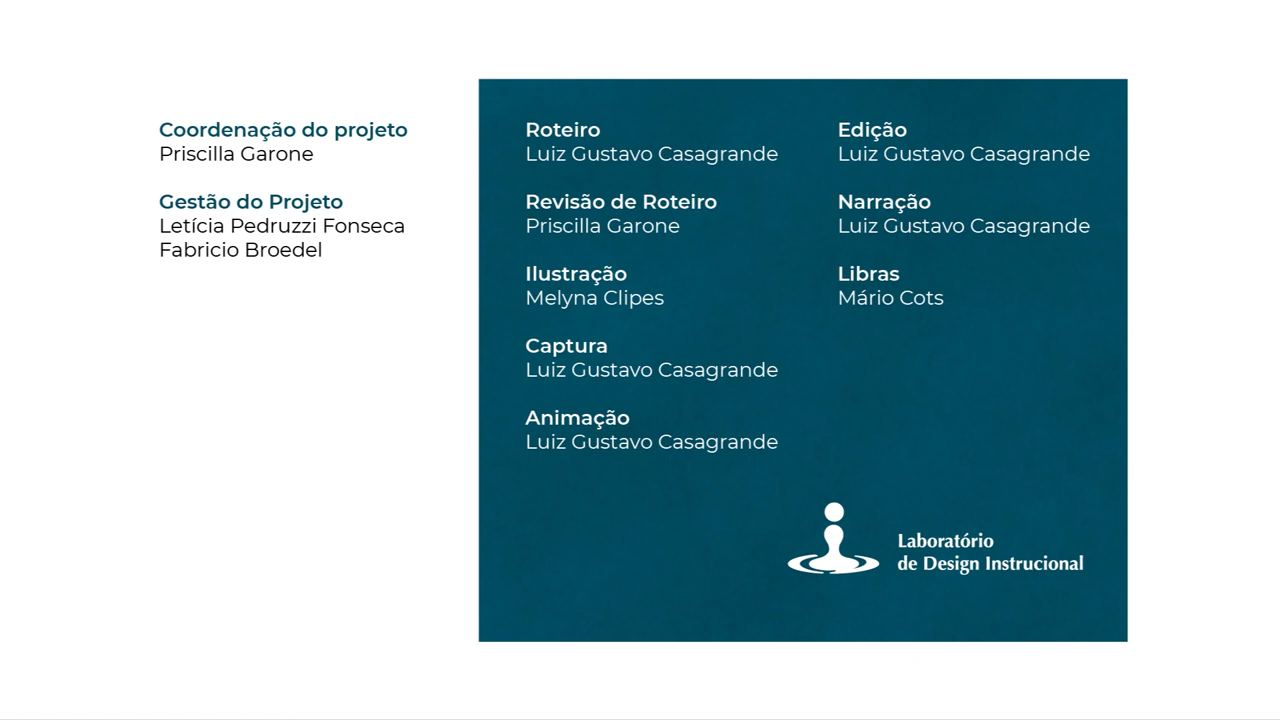 Coordenação do projeto
Priscilla Garone
Gestão do Projeto
Letícia Pedruzzi Fonseca
Fabricio Broedel
Roteiro
Luiz Gustavo Casagrande
Revisão de Roteiro
Priscilla Garone
Ilustração
Melyna Clipes
Captura
Luiz Gustavo Casagrande
Animação
Luiz Gustavo Casagrande
Edição
Luiz Gustavo Casagrande
Narração
Luiz Gustavo Casagrande
Libras
Mário Cots
Laboratório
de Design Instrucional